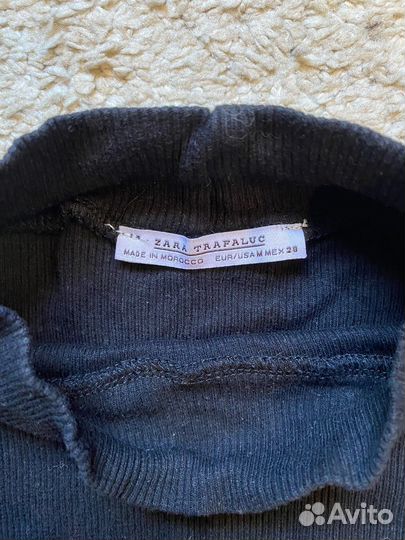 ZARA TRAFALUC
MADE IN MOROCCO EUR/USA M MEX 28
Avito